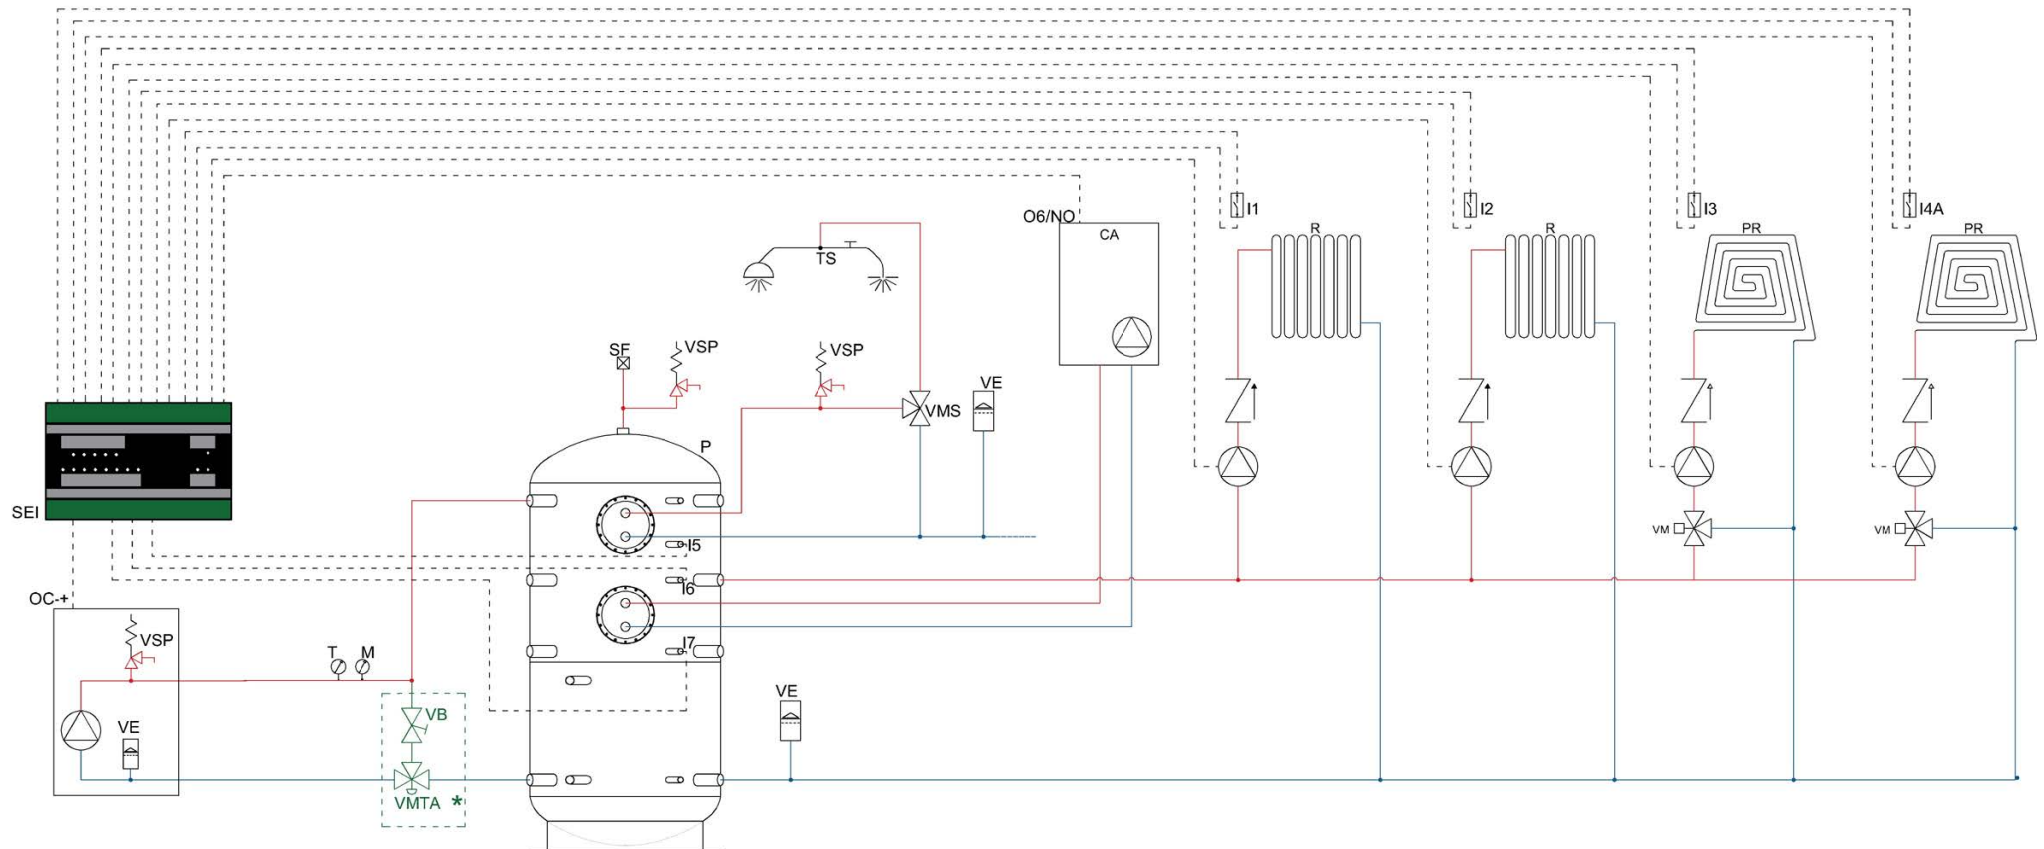 I1
I2
I3
I4A
O6/NO
CA
R
R
PR
PR
TS
SF
VSP
VSP
VE
VMS
P
SEI
I5
VM
VM
I6
OC-+
VSP
T
M
I7
VE
VB
VE
VMTA *